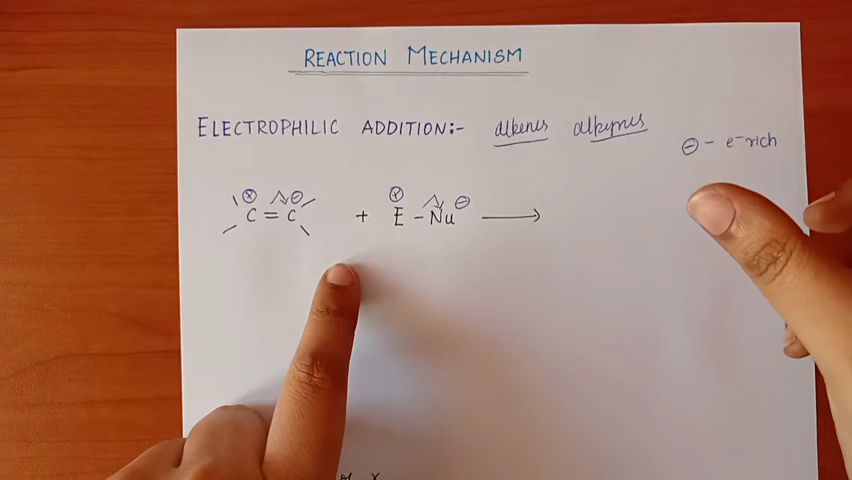 REACTION MECHANISM
ELECTROPHILIC ADDITION:- alkenes alkynes
⊖ - e⁻ rich
⊕ ⊖ ⊕ ⊖
C = C + E - Nu ⟶